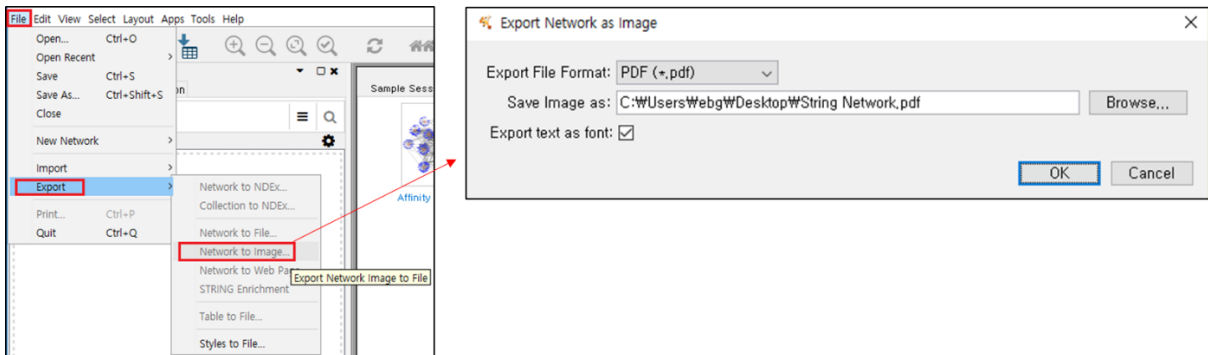 File Edit View Select Layout Apps Tools Help
Open... Ctrl+O
Open Recent
Save Ctrl+S
Save As... Ctrl+Shift+S
Close
New Network
Import
Export
Print... Ctrl+P
Quit Ctrl+Q
Network to NDEx...
Collection to NDEx...
Network to File...
Network to Image...
Network to Web Pa
Export Network Image to File
STRING Enrichment
Table to File...
Styles to File...
on
Sample Sess
Affinity
Export Network as Image
Export File Format: PDF (*.pdf)
Save Image as: C:₩Users₩ebg₩Desktop₩String Network.pdf Browse...
Export text as font:
OK Cancel